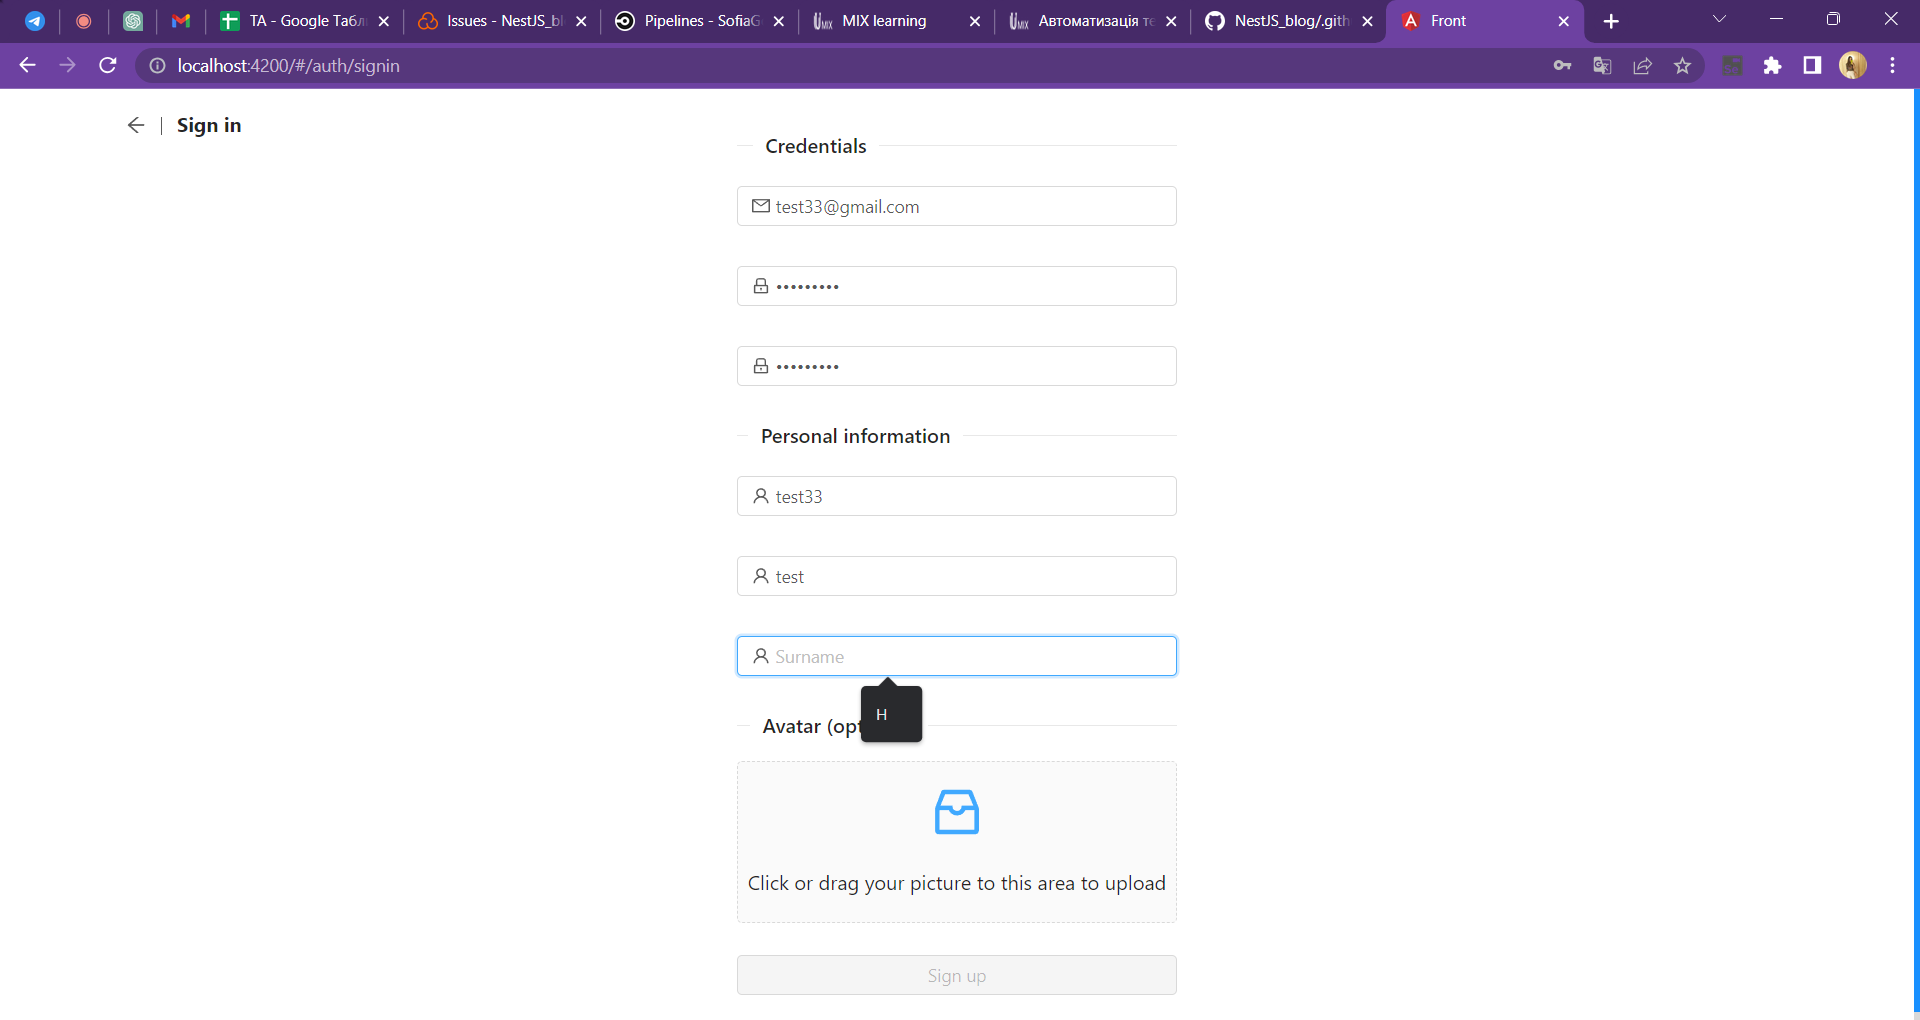 TA - Google Табл
Issues - NestJS_bl
Pipelines - SofiaG
MIX learning
Автоматизація те
NestJS_blog/.gith
Front
localhost:4200/#/auth/signin
Sign in
Credentials
test33@gmail.com
•••••••••
•••••••••
Personal information
test33
test
Surname
H
Avatar (opt
Click or drag your picture to this area to upload
Sign up